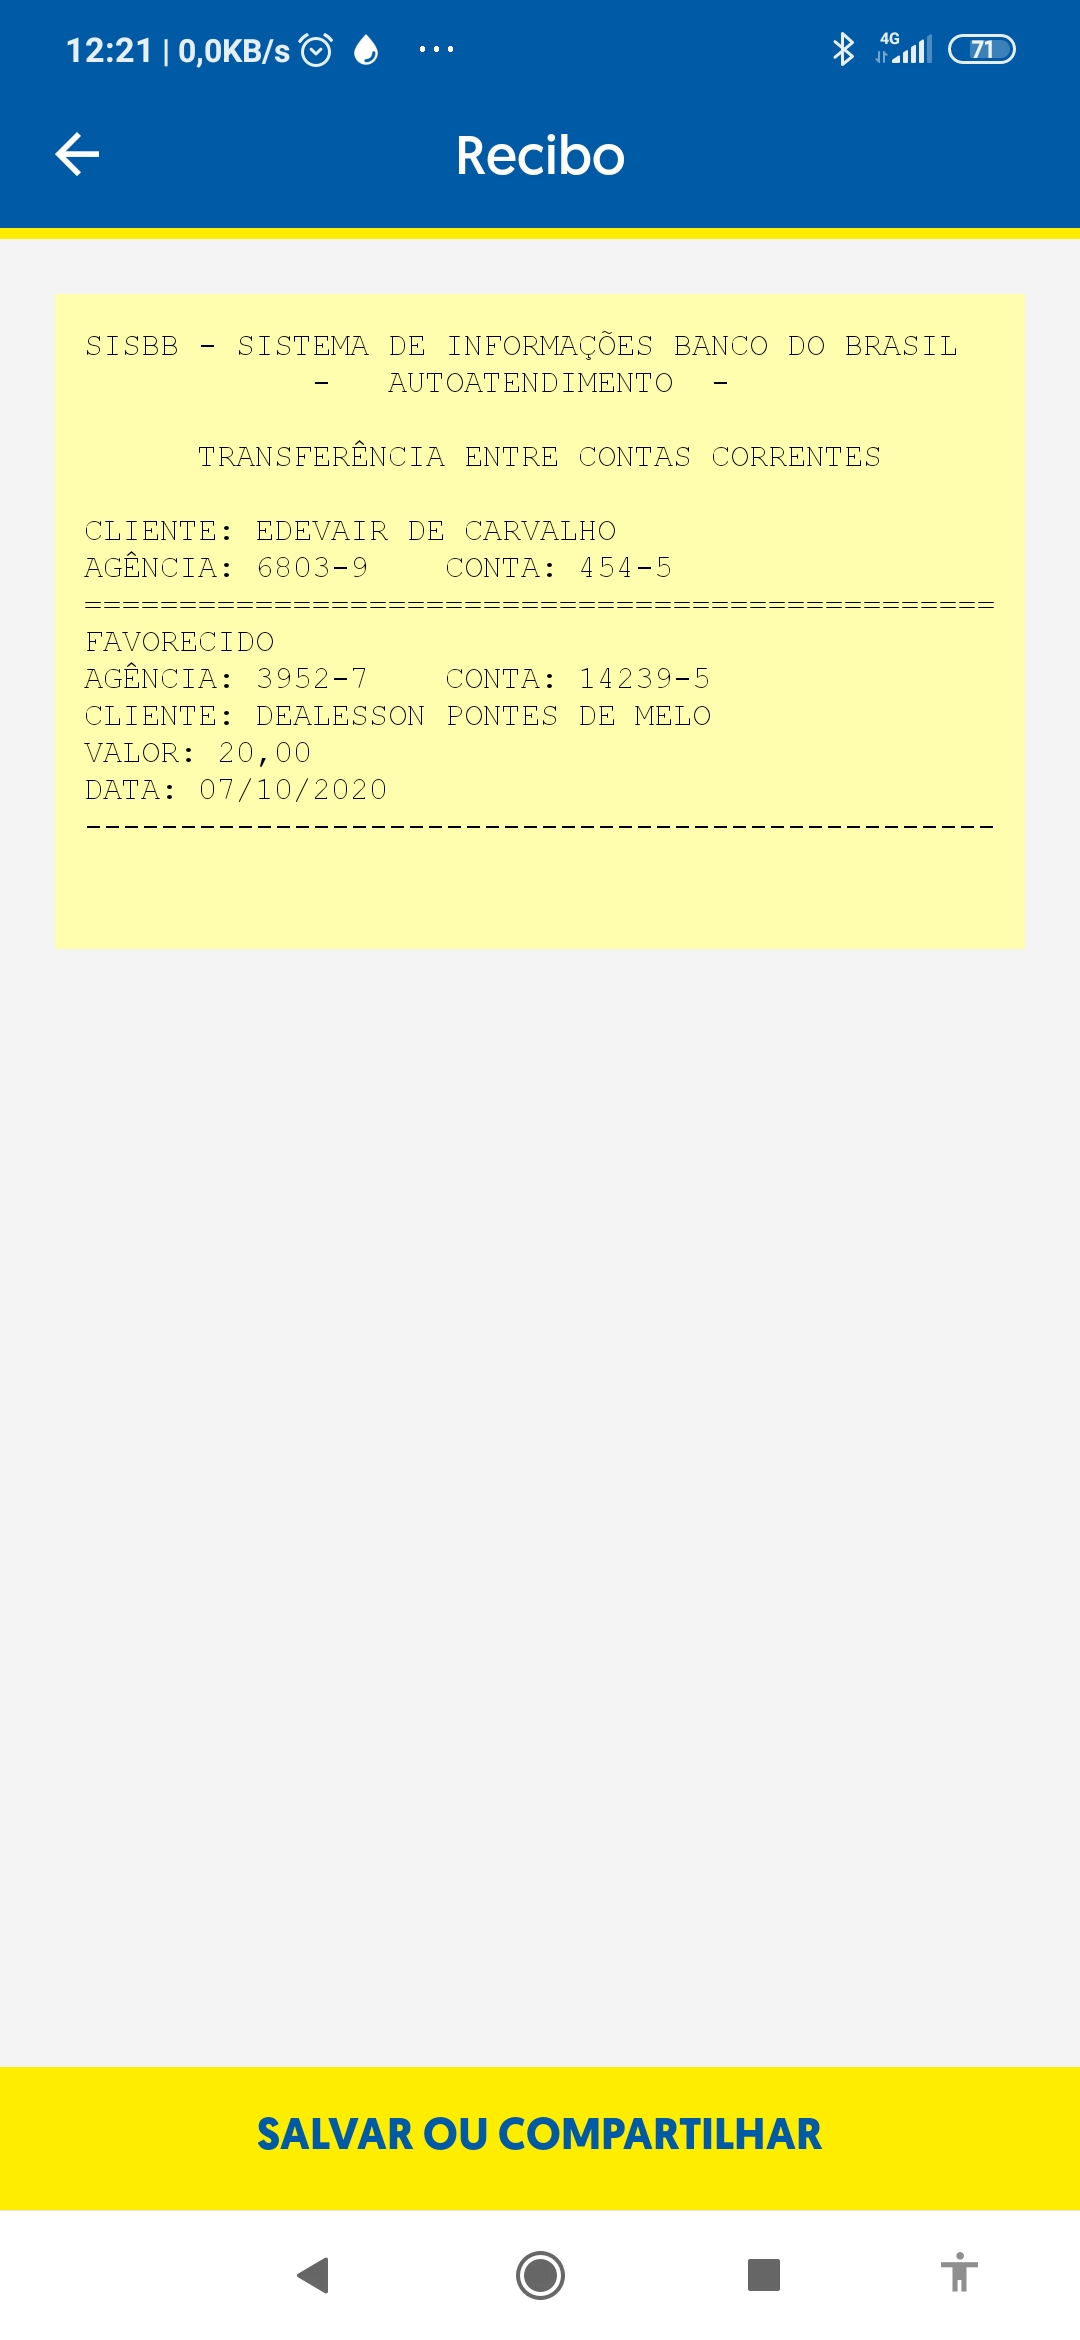 12:21 | 0,0KB/s ...
4G 71
Recibo
SISBB - SISTEMA DE INFORMAÇÕES BANCO DO BRASIL
- AUTOATENDIMENTO -
TRANSFERÊNCIA ENTRE CONTAS CORRENTES
CLIENTE: EDEVAIR DE CARVALHO
AGÊNCIA: 6803-9 CONTA: 454-5
================================================
FAVORECIDO
AGÊNCIA: 3952-7 CONTA: 14239-5
CLIENTE: DEALESSON PONTES DE MELO
VALOR: 20,00
DATA: 07/10/2020
------------------------------------------------
SALVAR OU COMPARTILHAR